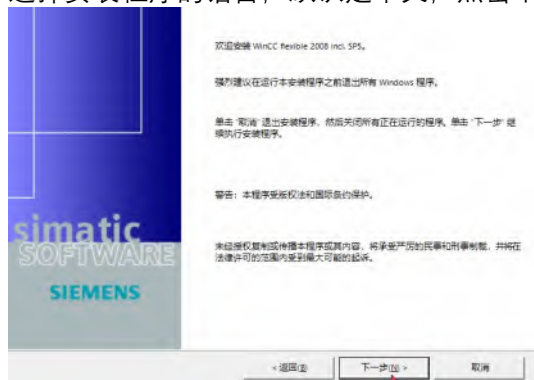 选择安装程序的语言，默认是中文，点击下
欢迎安装 WinCC flexible 2008 incl. SP5。
强烈建议在运行本安装程序之前退出所有 Windows 程序。
单击 '取消' 退出安装程序，然后关闭所有正在运行的程序。单击 '下一步' 继
续执行安装程序。
警告：本程序受版权法和国际条约保护。
未经授权复制或传播本程序或其内容，将承受严厉的民事和刑事制裁，并将在
法律许可的范围内受到最大可能的起诉。
simatic
SOFTWARE
SIEMENS
< 返回(B)
下一步(N) >
取消